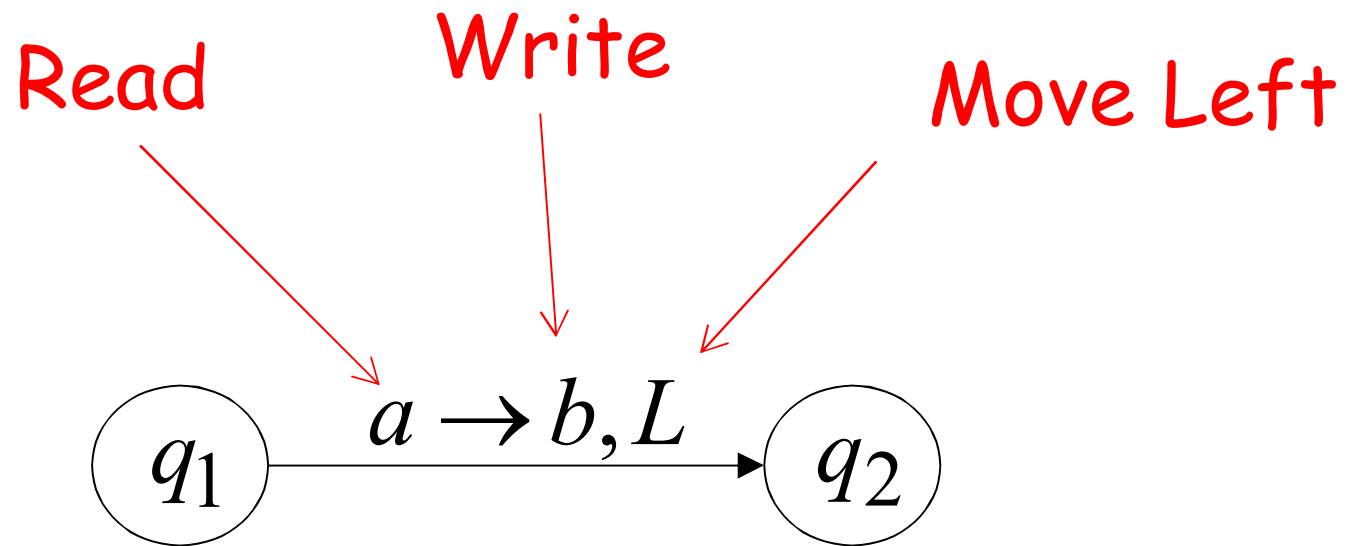 Read
Write
Move Left
a → b, L
q1
q2